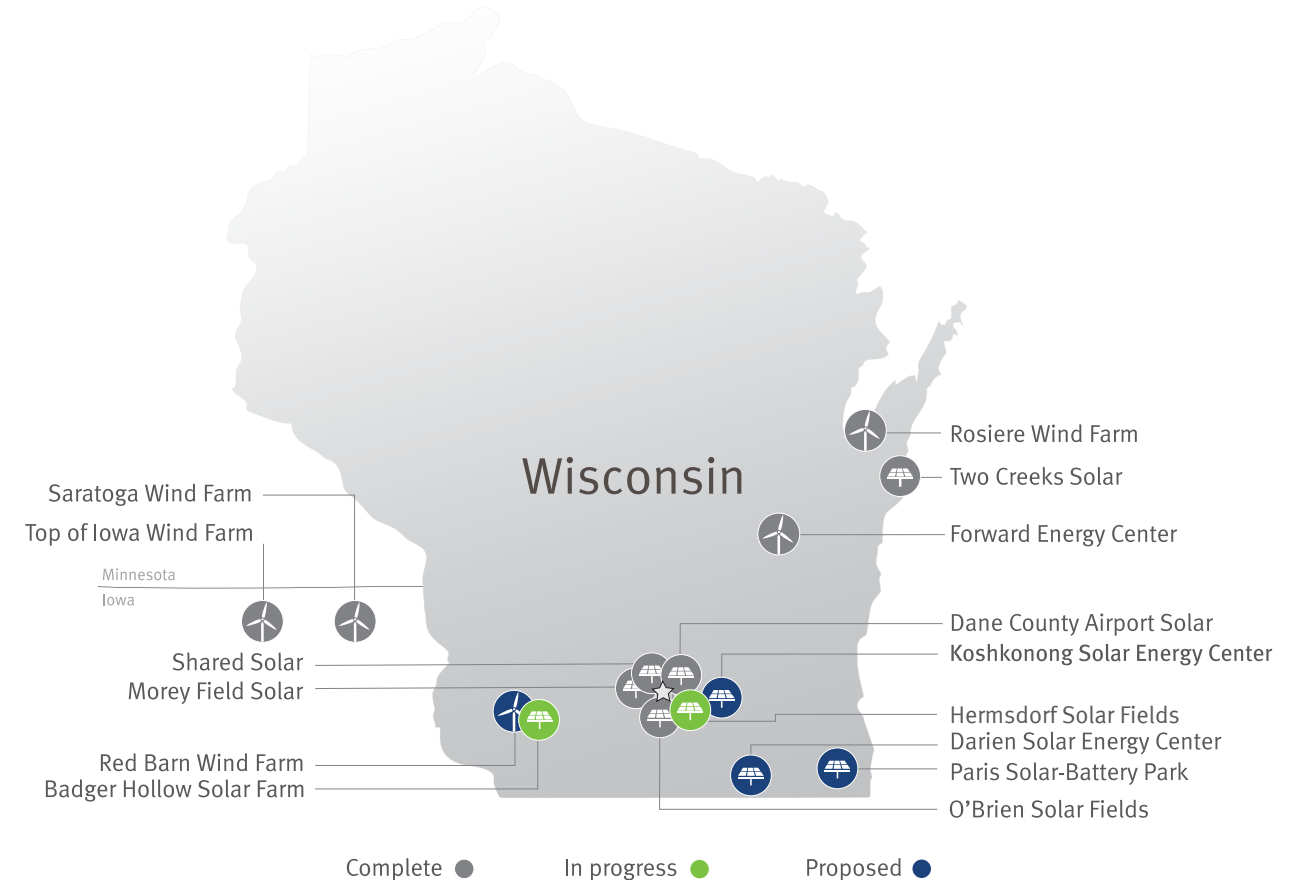 Wisconsin
Saratoga Wind Farm
Top of Iowa Wind Farm
Minnesota
Iowa
Shared Solar
Morey Field Solar
Red Barn Wind Farm
Badger Hollow Solar Farm
Rosiere Wind Farm
Two Creeks Solar
Forward Energy Center
Dane County Airport Solar
Koshkonong Solar Energy Center
Hermsdorf Solar Fields
Darien Solar Energy Center
Paris Solar-Battery Park
O’Brien Solar Fields
Complete
In progress
Proposed